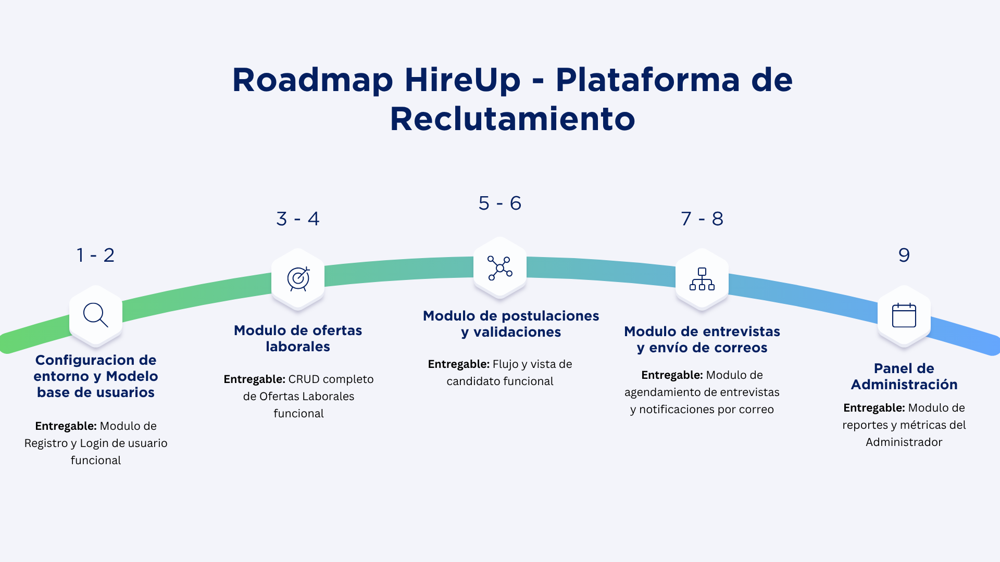 Roadmap HireUp - Plataforma de
Reclutamiento
1 - 2
Configuracion de
entorno y Modelo
base de usuarios
Entregable: Modulo de
Registro y Login de usuario
funcional
3 - 4
Modulo de ofertas
laborales
Entregable: CRUD completo
de Ofertas Laborales
funcional
5 - 6
Modulo de postulaciones
y validaciones
Entregable: Flujo y vista de
candidato funcional
7 - 8
Modulo de entrevistas
y envío de correos
Entregable: Modulo de
agendamiento de entrevistas
y notificaciones por correo
9
Panel de
Administración
Entregable: Modulo de
reportes y métricas del
Administrador